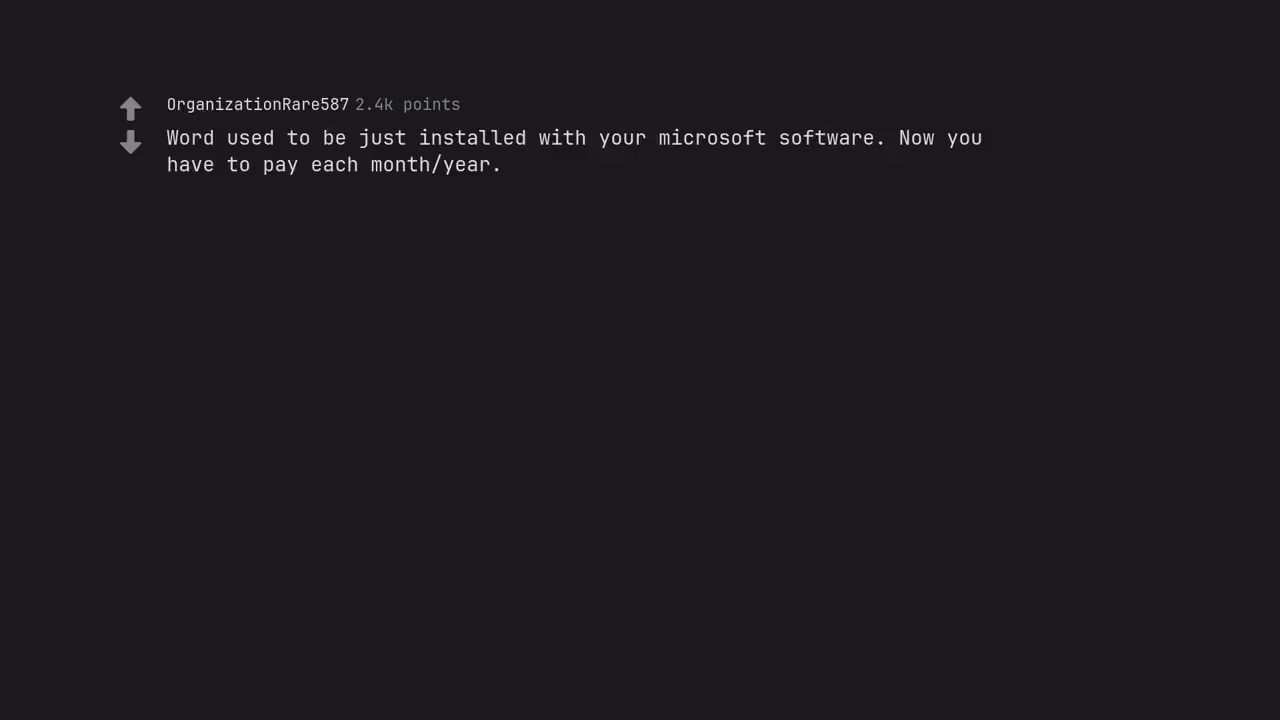 OrganizationRare587 2.4k points
Word used to be just installed with your microsoft software. Now you
have to pay each month/year.